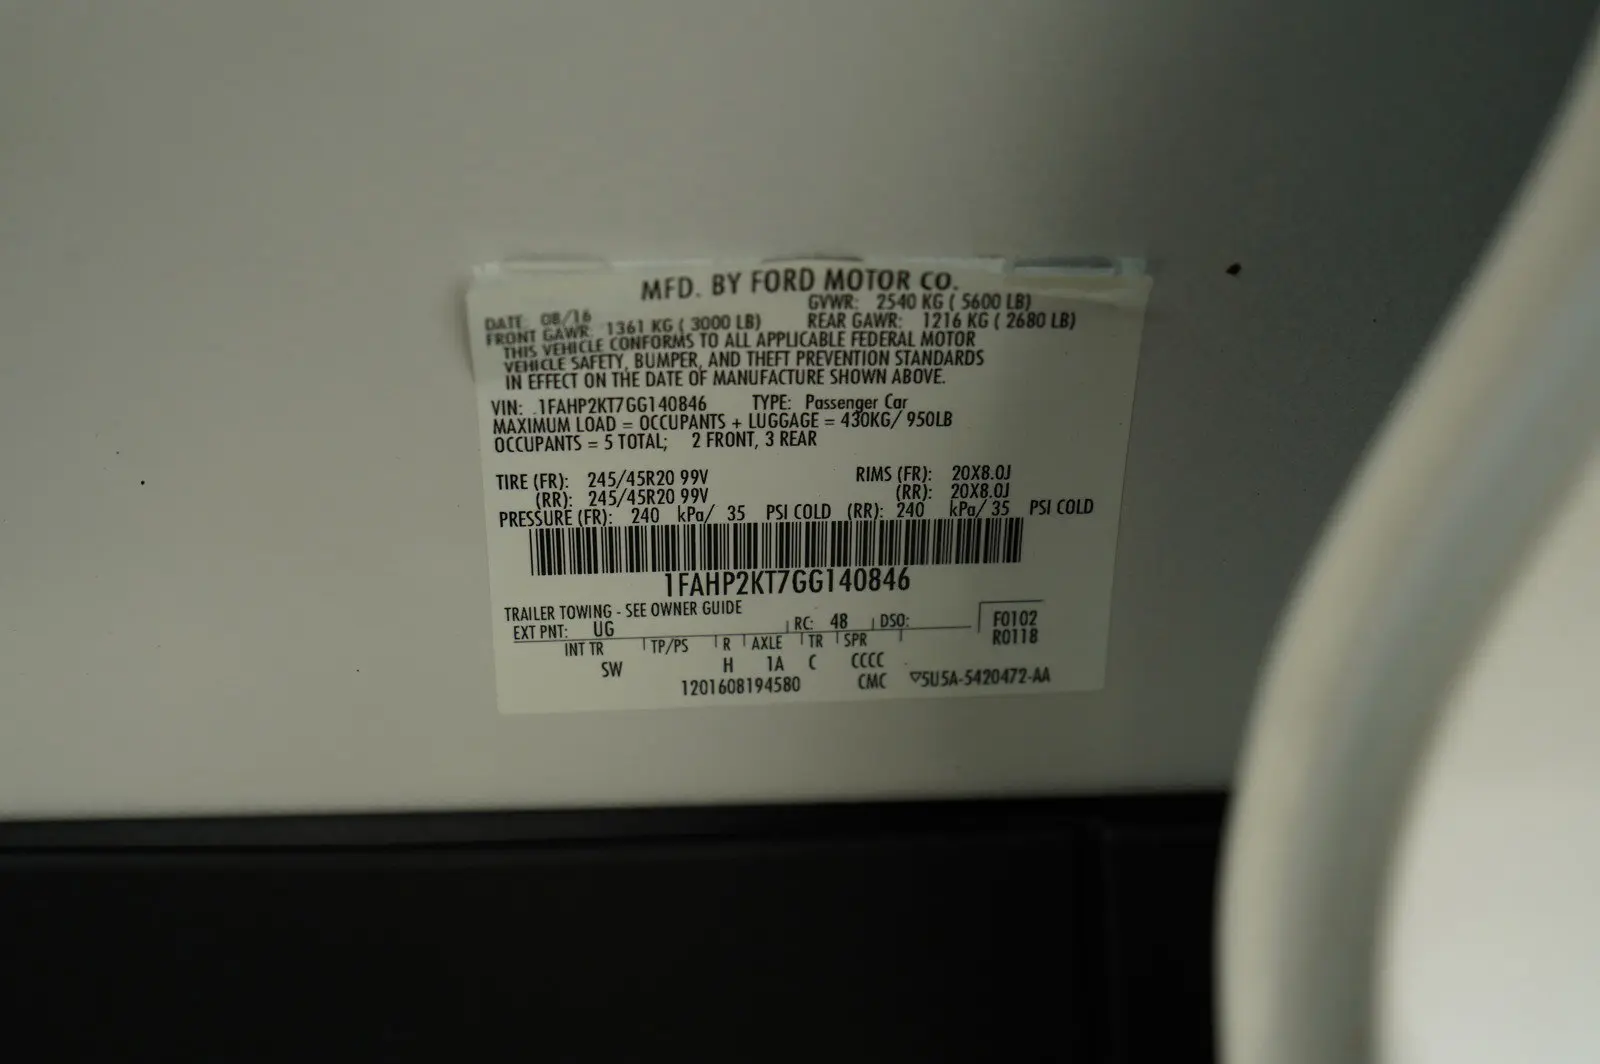 MFD. BY FORD MOTOR CO.
DATE: 08/16 GVWR: 2540 KG ( 5600 LB)
FRONT GAWR: 1361 KG ( 3000 LB) REAR GAWR: 1216 KG ( 2680 LB)
THIS VEHICLE CONFORMS TO ALL APPLICABLE FEDERAL MOTOR
VEHICLE SAFETY, BUMPER, AND THEFT PREVENTION STANDARDS
IN EFFECT ON THE DATE OF MANUFACTURE SHOWN ABOVE.
VIN: 1FAHP2KT7GG140846 TYPE: Passenger Car
MAXIMUM LOAD = OCCUPANTS + LUGGAGE = 430KG/ 950LB
OCCUPANTS = 5 TOTAL; 2 FRONT, 3 REAR
TIRE (FR): 245/45R20 99V RIMS (FR): 20X8.0J
(RR): 245/45R20 99V (RR): 20X8.0J
PRESSURE (FR): 240 kPa/ 35 PSI COLD (RR): 240 kPa/ 35 PSI COLD
1FAHP2KT7GG140846
TRAILER TOWING - SEE OWNER GUIDE
EXT PNT: UG RC: 48 DSO: F0102
INT TR TP/PS R AXLE TR SPR R0118
SW H 1A C CCCC
1201608194580 CMC ▽5U5A-5420472-AA